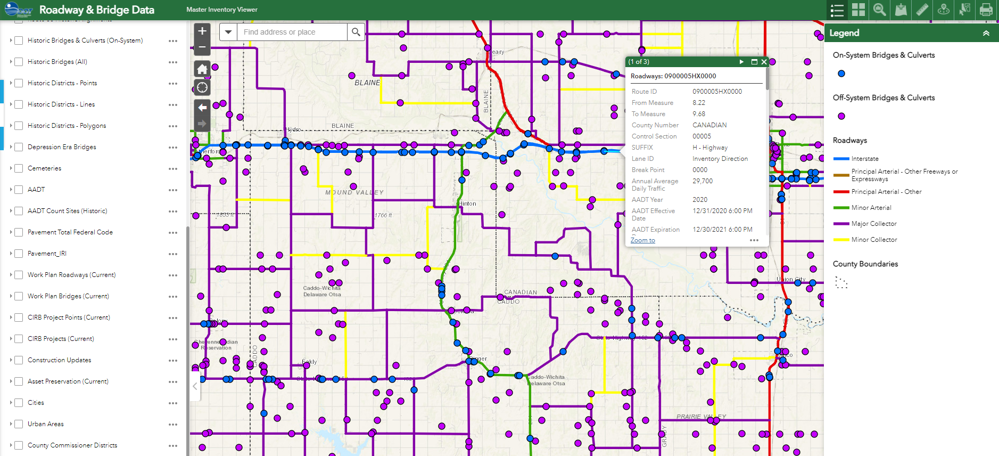 Roadway & Bridge Data
Master Inventory Viewer
Historic Bridges & Culverts (On-System)
Historic Bridges (All)
Historic Districts - Points
Historic Districts - Lines
Historic Districts - Polygons
Depression Era Bridges
Cemeteries
AADT
AADT Count Sites (Historic)
Pavement Total Federal Code
Pavement_IRI
Work Plan Roadways (Current)
Work Plan Bridges (Current)
CIRB Project Points (Current)
CIRB Projects (Current)
Construction Updates
Asset Preservation (Current)
Cities
Urban Areas
County Commissioner Districts
Find address or place
BLAINE
BLAINE
BLAINE
Hydro
MOUND VALLEY
1766 ft
Hinton
Caddo-Wichita
Delaware Otsa
CANADIAN
CADDO
Reservation
CADDO
Eakly
Caddo-Wichita
Delaware Otsa
Union City
PRAIRIE VALLEY
GRADY
(1 of 3)
Roadways: 0900005HX0000
Route ID 0900005HX0000
From Measure 8.22
To Measure 9.68
County Number CANADIAN
Control Section 00005
SUFFIX H - Highway
Lane ID Inventory Direction
Break Point 0000
Annual Average Daily Traffic 29,700
AADT Year 2020
AADT Effective Date 12/31/2020 6:00 PM
AADT Expiration 12/30/2021 6:00 PM
Zoom to
Legend
On-System Bridges & Culverts
Off-System Bridges & Culverts
Roadways
Interstate
Principal Arterial - Other Freeways or
Expressways
Principal Arterial - Other
Minor Arterial
Major Collector
Minor Collector
County Boundaries